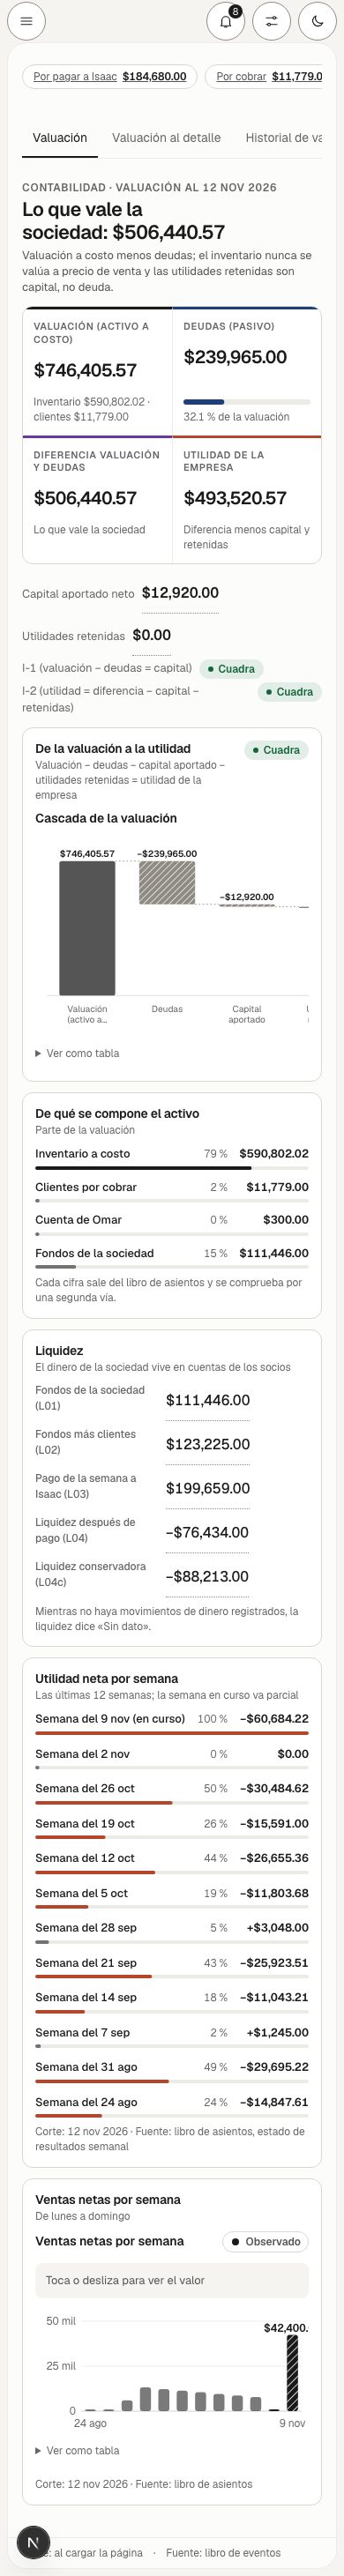 8
Por pagar a Isaac $184,680.00
Por cobrar $11,779.0
Valuación Valuación al detalle Historial de va
CONTABILIDAD · VALUACIÓN AL 12 NOV 2026
Lo que vale la
sociedad: $506,440.57
Valuación a costo menos deudas; el inventario nunca se
valúa a precio de venta y las utilidades retenidas son
capital, no deuda.
VALUACIÓN (ACTIVO A
COSTO)
$746,405.57
Inventario $590,802.02 ·
clientes $11,779.00
DEUDAS (PASIVO)
$239,965.00
32.1 % de la valuación
DIFERENCIA VALUACIÓN
Y DEUDAS
$506,440.57
Lo que vale la sociedad
UTILIDAD DE LA
EMPRESA
$493,520.57
Diferencia menos capital y
retenidas
Capital aportado neto $12,920.00
Utilidades retenidas $0.00
I-1 (valuación – deudas = capital) Cuadra
I-2 (utilidad = diferencia – capital –
retenidas)
Cuadra
De la valuación a la utilidad
Cuadra
Valuación – deudas – capital aportado –
utilidades retenidas = utilidad de la
empresa
Cascada de la valuación
$746,405.57 –$239,965.00
–$12,920.00
Valuación
(activo a…
Deudas
Capital
aportado
Ver como tabla
De qué se compone el activo
Parte de la valuación
Inventario a costo 79 % $590,802.02
Clientes por cobrar 2 % $11,779.00
Cuenta de Omar 0 % $300.00
Fondos de la sociedad 15 % $111,446.00
Cada cifra sale del libro de asientos y se comprueba por
una segunda vía.
Liquidez
El dinero de la sociedad vive en cuentas de los socios
Fondos de la sociedad
(L01)
$111,446.00
Fondos más clientes
(L02)
$123,225.00
Pago de la semana a
Isaac (L03)
$199,659.00
Liquidez después de
pago (L04)
–$76,434.00
Liquidez conservadora
(L04c)
–$88,213.00
Mientras no haya movimientos de dinero registrados, la
liquidez dice «Sin dato».
Utilidad neta por semana
Las últimas 12 semanas; la semana en curso va parcial
Semana del 9 nov (en curso) 100 % –$60,684.22
Semana del 2 nov 0 % $0.00
Semana del 26 oct 50 % –$30,484.62
Semana del 19 oct 26 % –$15,591.00
Semana del 12 oct 44 % –$26,655.36
Semana del 5 oct 19 % –$11,803.68
Semana del 28 sep 5 % +$3,048.00
Semana del 21 sep 43 % –$25,923.51
Semana del 14 sep 18 % –$11,043.21
Semana del 7 sep 2 % +$1,245.00
Semana del 31 ago 49 % –$29,695.22
Semana del 24 ago 24 % –$14,847.61
Corte: 12 nov 2026 · Fuente: libro de asientos, estado de
resultados semanal
Ventas netas por semana
De lunes a domingo
Ventas netas por semana Observado
Toca o desliza para ver el valor
50 mil
$42,400.
25 mil
0
24 ago 9 nov
Ver como tabla
Corte: 12 nov 2026 · Fuente: libro de asientos
N
: al cargar la página · Fuente: libro de eventos